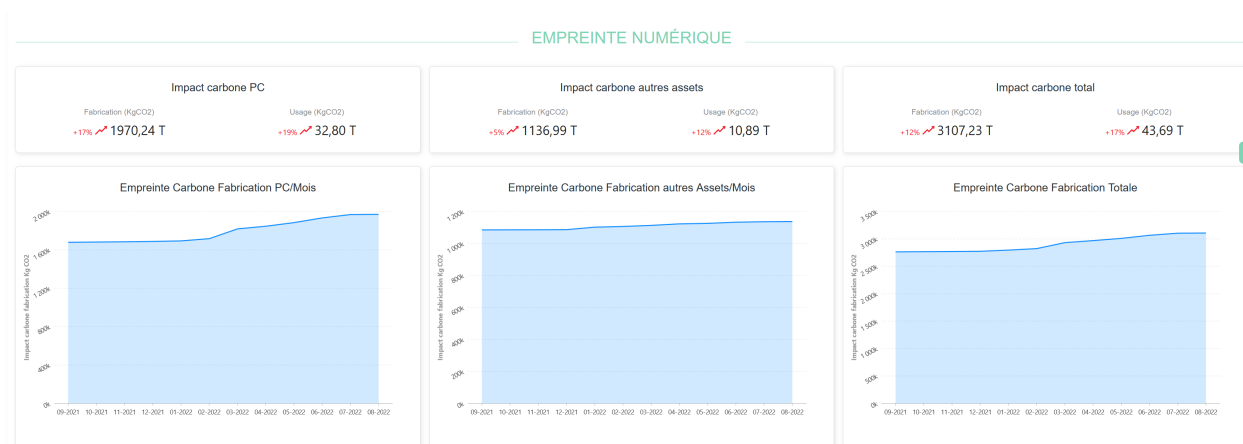 EMPREINTE NUMÉRIQUE
Impact carbone PC
Fabrication (KgCO2) Usage (KgCO2)
+17% 1970,24 T +19% 32,80 T
Impact carbone autres assets
Fabrication (KgCO2) Usage (KgCO2)
+5% 1136,99 T +12% 10,89 T
Impact carbone total
Fabrication (KgCO2) Usage (KgCO2)
+12% 3107,23 T +17% 43,69 T
Empreinte Carbone Fabrication PC/Mois
Impact carbone fabrication Kg CO2
2 000k
1 600k
1 200k
800k
400k
0k
09-2021 10-2021 11-2021 12-2021 01-2022 02-2022 03-2022 04-2022 05-2022 06-2022 07-2022 08-2022
Empreinte Carbone Fabrication autres Assets/Mois
Impact carbone fabrication Kg CO2
1 200k
1 000k
800k
600k
400k
200k
0k
09-2021 10-2021 11-2021 12-2021 01-2022 02-2022 03-2022 04-2022 05-2022 06-2022 07-2022 08-2022
Empreinte Carbone Fabrication Totale
Impact carbone fabrication Kg CO2
3 500k
3 000k
2 500k
2 000k
1 500k
1 000k
500k
0k
09-2021 10-2021 11-2021 12-2021 01-2022 02-2022 03-2022 04-2022 05-2022 06-2022 07-2022 08-2022